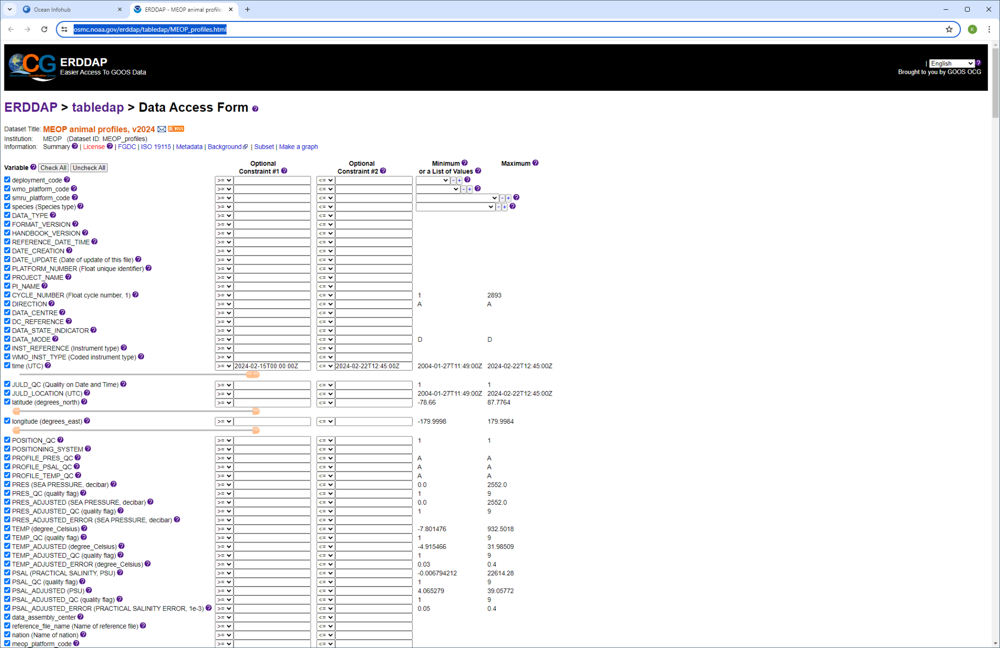 Ocean Infohub
ERDDAP - MEOP animal profile
osmc.noaa.gov/erddap/tabledap/MEOP_profiles.html
K
OCG
Observations Coordination Group
ERDDAP
Easier Access To GOOS Data
| English
Brought to you by GOOS OCG
ERDDAP > tabledap > Data Access Form
Dataset Title: MEOP animal profiles, v2024 RSS
Institution: MEOP (Dataset ID: MEOP_profiles)
Information: Summary | License | FGDC | ISO 19115 | Metadata | Background | Subset | Make a graph
Variable Check All Uncheck All Optional Constraint #1 Optional Constraint #2 Minimum or a List of Values Maximum
deployment_code >= <= - +
wmo_platform_code >= <= - +
smru_platform_code >= <= - +
species (Species type) >= <= - +
DATA_TYPE >= <=
FORMAT_VERSION >= <=
HANDBOOK_VERSION >= <=
REFERENCE_DATE_TIME >= <=
DATE_CREATION >= <=
DATE_UPDATE (Date of update of this file) >= <=
PLATFORM_NUMBER (Float unique identifier) >= <=
PROJECT_NAME >= <=
PI_NAME >= <=
CYCLE_NUMBER (Float cycle number, 1) >= <= 1 2893
DIRECTION >= <= A A
DATA_CENTRE >= <=
DC_REFERENCE >= <=
DATA_STATE_INDICATOR >= <=
DATA_MODE >= <= D D
INST_REFERENCE (Instrument type) >= <=
WMO_INST_TYPE (Coded instrument type) >= <=
time (UTC) >= 2024-02-15T00:00:00Z <= 2024-02-22T12:45:00Z 2004-01-27T11:49:00Z 2024-02-22T12:45:00Z
JULD_QC (Quality on Date and Time) >= <= 1 1
JULD_LOCATION (UTC) >= <= 2004-01-27T11:49:00Z 2024-02-22T12:45:00Z
latitude (degrees_north) >= <= -78.66 87.7764
longitude (degrees_east) >= <= -179.9998 179.9984
POSITION_QC >= <= 1 1
POSITIONING_SYSTEM >= <=
PROFILE_PRES_QC >= <= A A
PROFILE_PSAL_QC >= <= A A
PROFILE_TEMP_QC >= <= A A
PRES (SEA PRESSURE, decibar) >= <= 0.0 2552.0
PRES_QC (quality flag) >= <= 1 9
PRES_ADJUSTED (SEA PRESSURE, decibar) >= <= 0.0 2552.0
PRES_ADJUSTED_QC (quality flag) >= <= 1 9
PRES_ADJUSTED_ERROR (SEA PRESSURE, decibar) >= <=
TEMP (degree_Celsius) >= <= -7.801476 932.5018
TEMP_QC (quality flag) >= <= 1 9
TEMP_ADJUSTED (degree_Celsius) >= <= -4.915466 31.98509
TEMP_ADJUSTED_QC (quality flag) >= <= 1 9
TEMP_ADJUSTED_ERROR (degree_Celsius) >= <= 0.03 0.4
PSAL (PRACTICAL SALINITY, PSU) >= <= -0.006794212 22614.28
PSAL_QC (quality flag) >= <= 1 9
PSAL_ADJUSTED (PSU) >= <= 4.065279 39.05772
PSAL_ADJUSTED_QC (quality flag) >= <= 1 9
PSAL_ADJUSTED_ERROR (PRACTICAL SALINITY ERROR, 1e-3) >= <= 0.05 0.4
data_assembly_center >= <=
reference_file_name (Name of reference file) >= <=
nation (Name of nation) >= <=
meop_platform_code >= <=